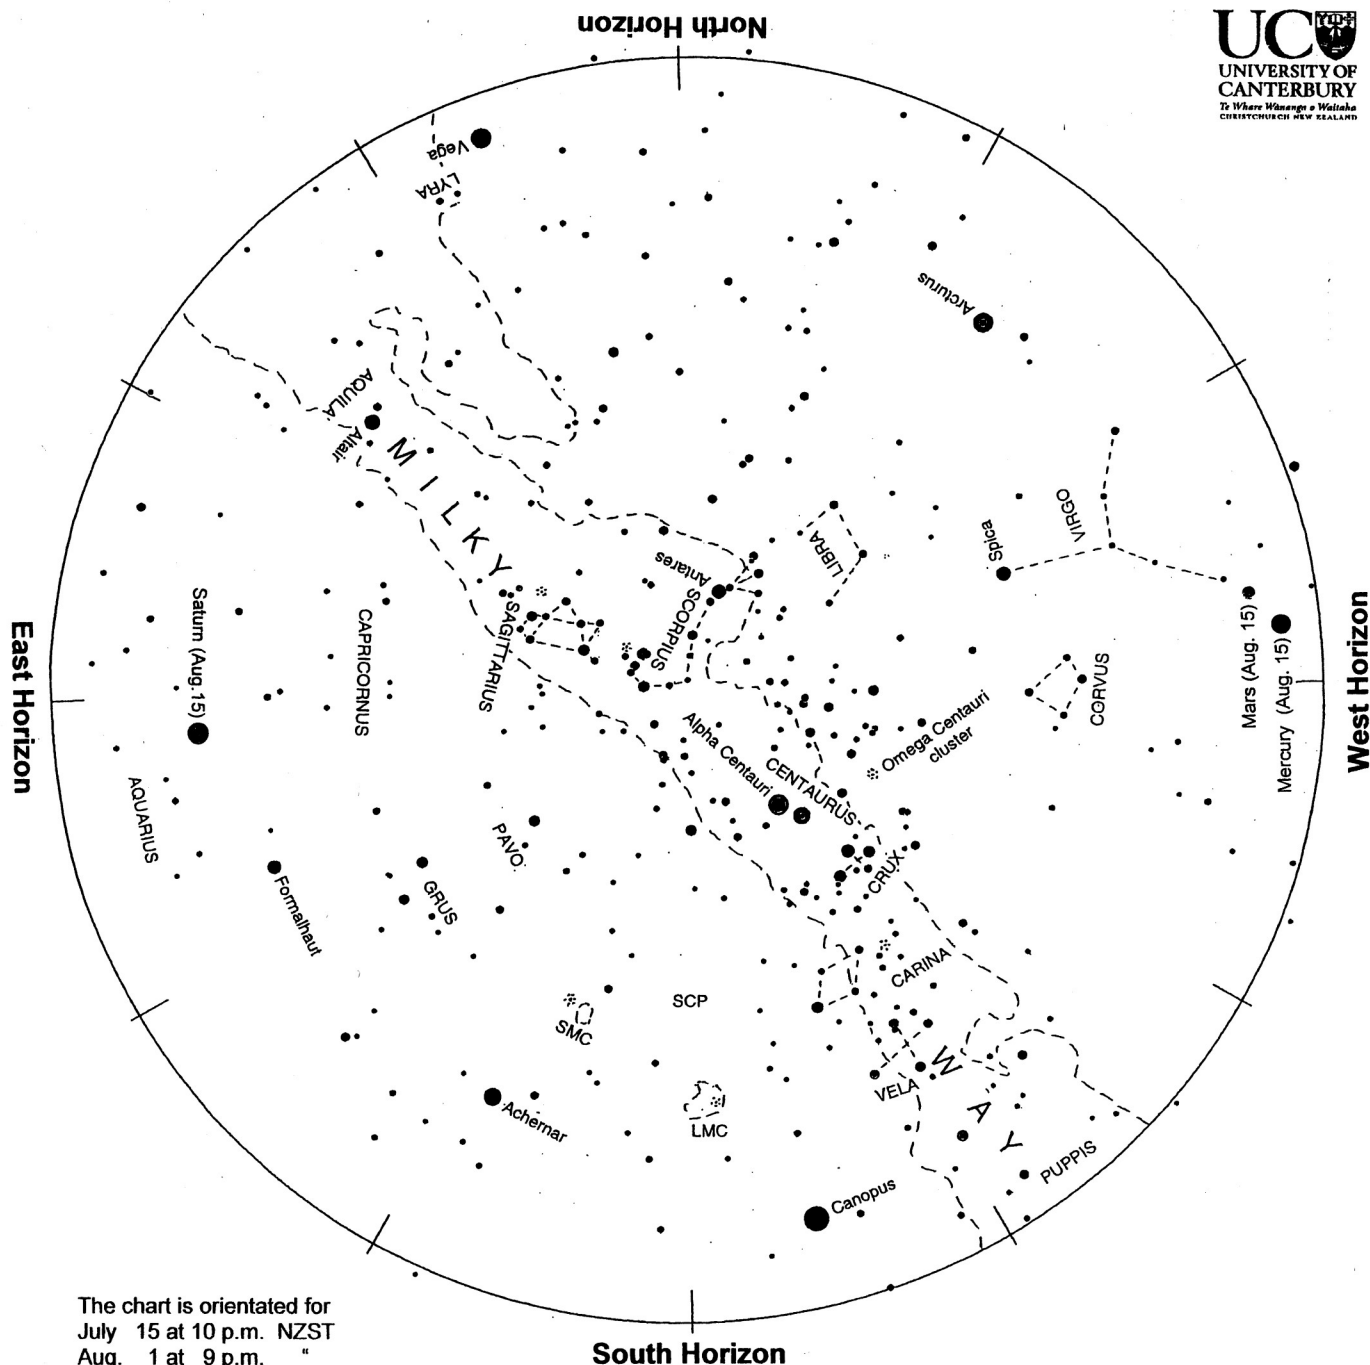 North Horizon
UC
UNIVERSITY OF
CANTERBURY
Te Whare Wānanga o Waitaha
CHRISTCHURCH NEW ZEALAND
Vega
LYRA
Arcturus
AQUILA
Altair
MILKY
VIRGO
Spica
LIBRA
Antares
SCORPIUS
SAGITTARIUS
CAPRICORNUS
Saturn (Aug. 15)
East Horizon
West Horizon
Mars (Aug. 15)
Mercury (Aug. 15)
CORVUS
Omega Centauri
cluster
Alpha Centauri
CENTAURUS
AQUARIUS
PAVO
CRUX
GRUS
Formalhaut
CARINA
SCP
SMC
WAY
VELA
Achernar
LMC
PUPPIS
Canopus
The chart is orientated for
July 15 at 10 p.m. NZST
Aug. 1 at 9 p.m. "
South Horizon